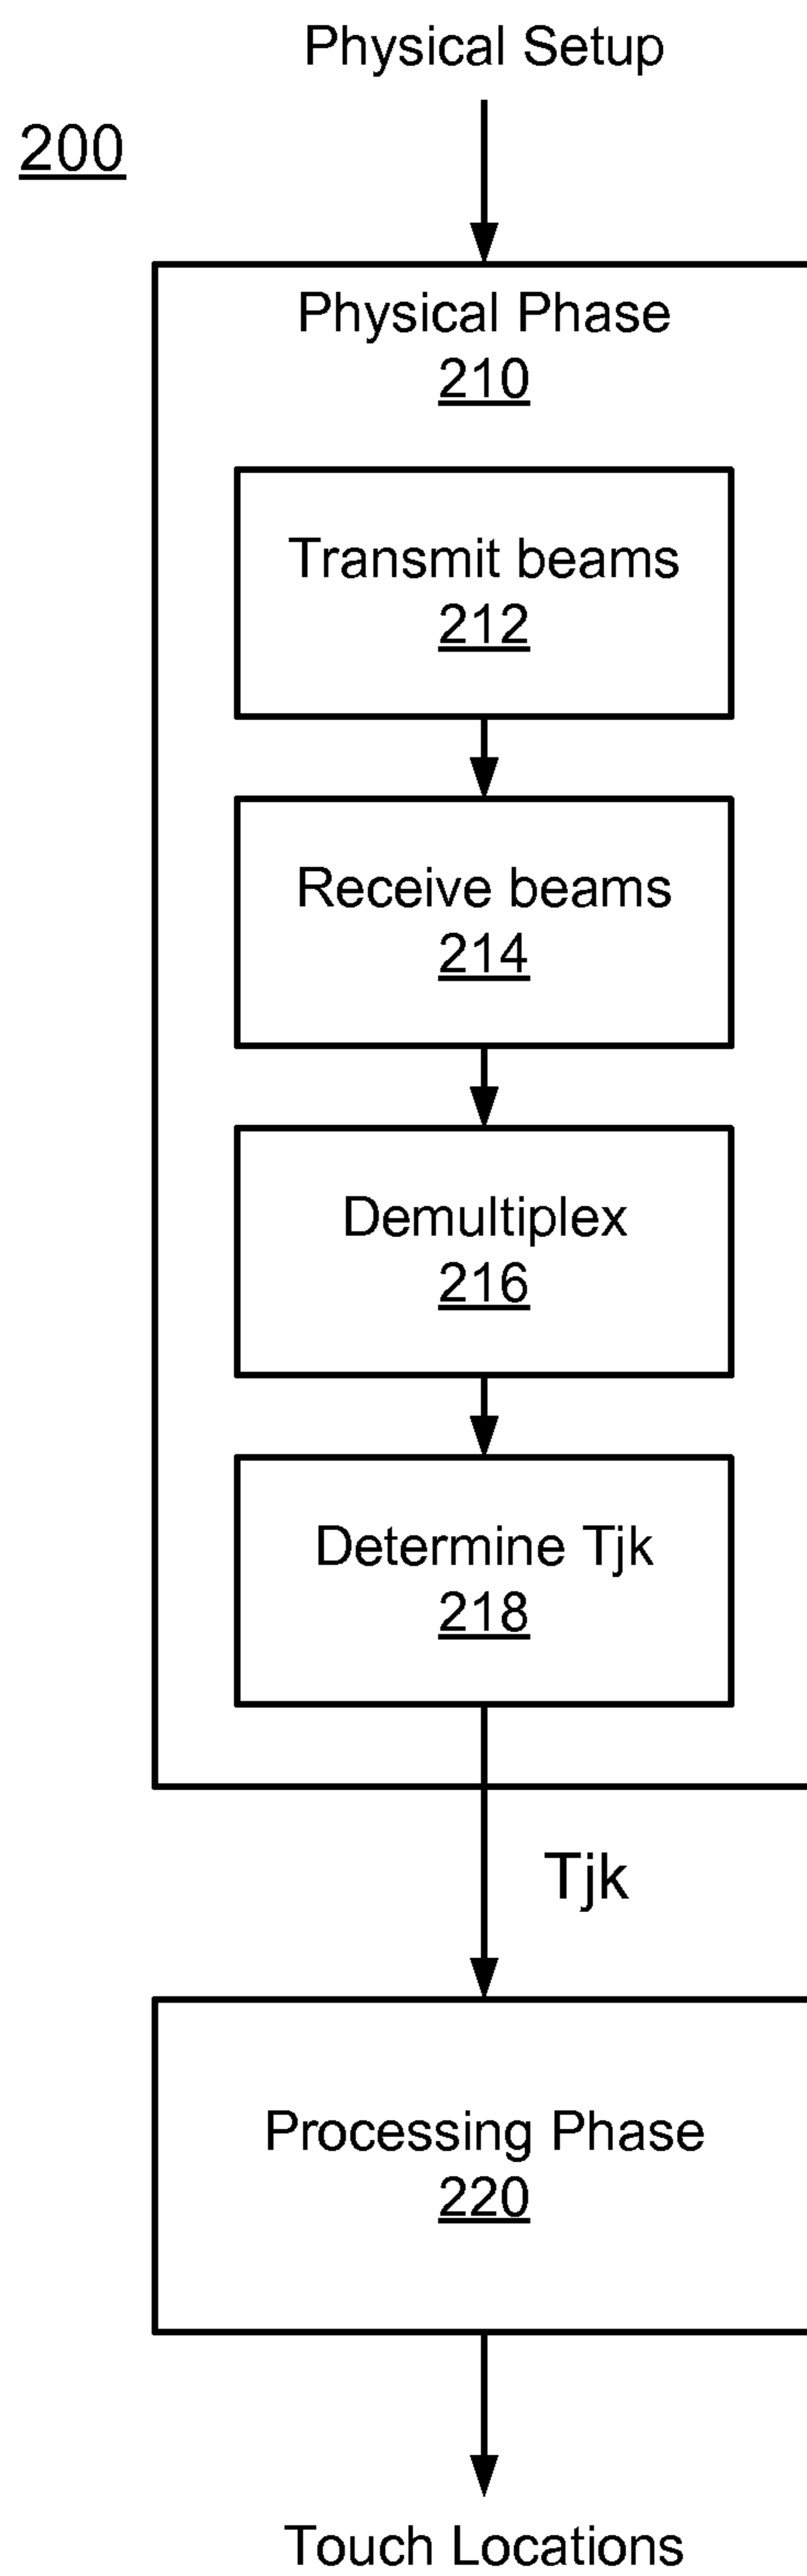 Physical Setup
200
Physical Phase
210
Transmit beams
212
Receive beams
214
Demultiplex
216
Determine Tjk
218
Tjk
Processing Phase
220
Touch Locations